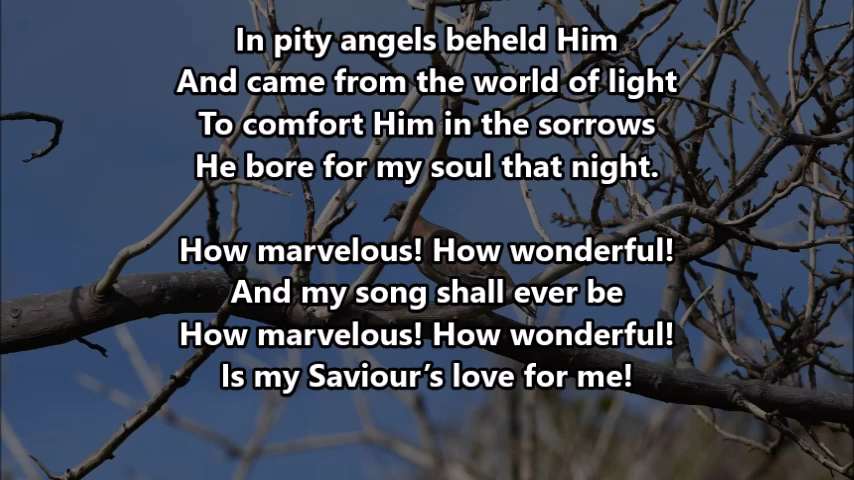 In pity angels beheld Him
And came from the world of light
To comfort Him in the sorrows
He bore for my soul that night.
How marvelous! How wonderful!
And my song shall ever be
How marvelous! How wonderful!
Is my Saviour’s love for me!